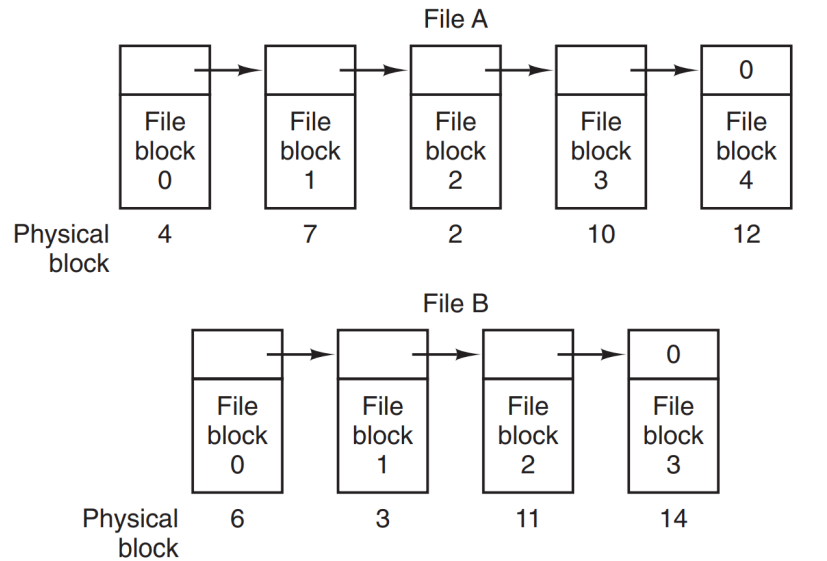 File A
0
File block 0
File block 1
File block 2
File block 3
File block 4
Physical block
4 7 2 10 12
File B
0
File block 0
File block 1
File block 2
File block 3
Physical block
6 3 11 14